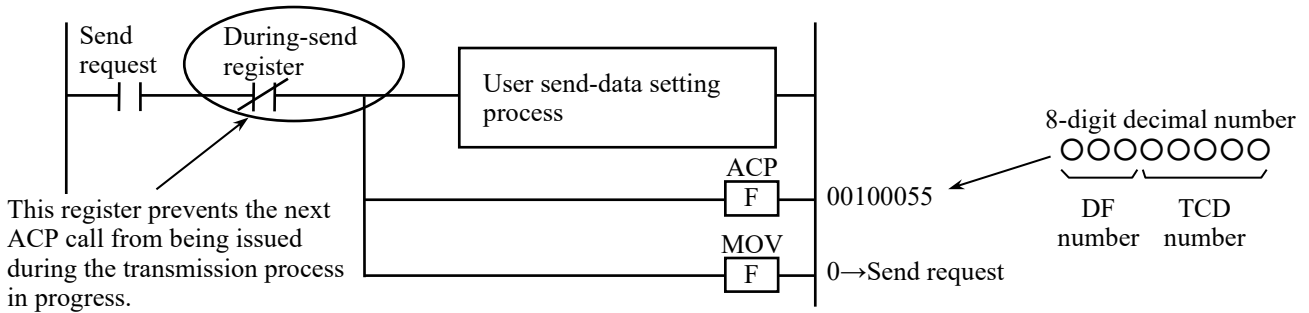 Send
request
During-send
register
User send-data setting
process
8-digit decimal number
ACP
F
00100055
DF
number
TCD
number
This register prevents the next
ACP call from being issued
during the transmission process
in progress.
MOV
F
0→Send request